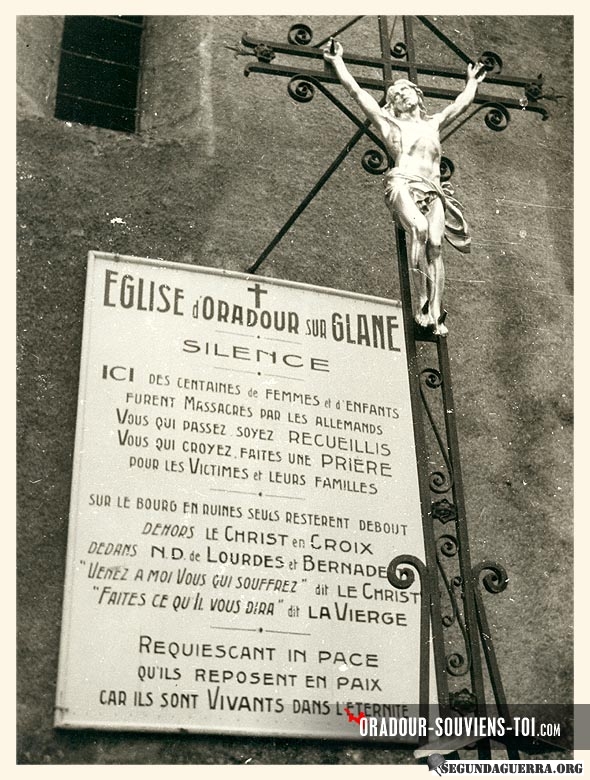 EGLISE d'ORADOUR SUR GLANE
SILENCE
ICI DES CENTAINES de FEMMES et d'ENFANTS
FURENT MASSACRÉS PAR LES ALLEMANDS
VOUS QUI PASSEZ, SOYEZ RECUEILLIS
VOUS QUI CROYEZ, FAITES UNE PRIÈRE
POUR LES VICTIMES et LEURS FAMILLES
SUR LE BOURG EN RUINES SEULS RESTERENT DEBOUT
DEHORS LE CHRIST en CROIX
DEDANS N.D. de LOURDES et BERNADE
"VENEZ A MOI VOUS QUI SOUFFREZ" dit LE CHRIST
"FAITES CE QU'IL VOUS DIRA" dit LA VIERGE
REQUIESCANT IN PACE
QU'ILS REPOSENT EN PAIX
CAR ILS SONT VIVANTS DANS L'ÉTERNITÉ
ORADOUR-SOUVIENS-TOI.COM
SEGUNDAGUERRA.ORG